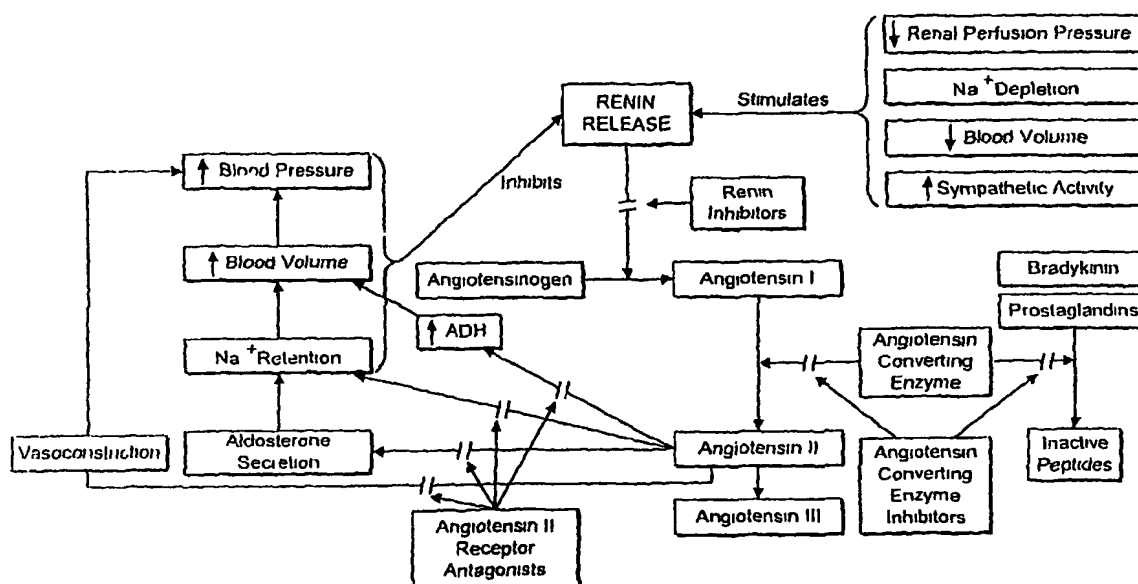 ↓ Renal Perfusion Pressure
Na + Depletion
↓ Blood Volume
↑ Sympathetic Activity
Stimulates
RENIN
RELEASE
Inhibits
Renin
Inhibitors
↑ Blood Pressure
↑ Blood Volume
Na + Retention
Aldosterone
Secretion
Vasoconstriction
↑ ADH
Angiotensinogen
Angiotensin I
Angiotensin II
Angiotensin III
Angiotensin II
Receptor
Antagonists
Bradykinin
Prostaglandins
Angiotensin
Converting
Enzyme
Angiotensin
Converting
Enzyme
Inhibitors
Inactive
Peptides